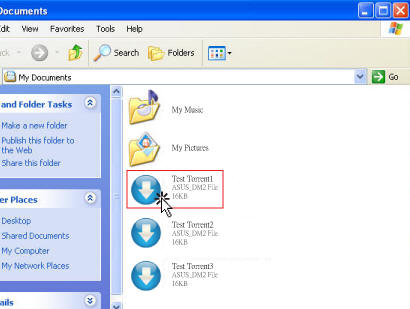 Documents
dit View Favorites Tools Help
ck Search Folders
My Documents Go
and Folder Tasks
Make a new folder
Publish this folder to
the Web
Share this folder
er Places
Desktop
Shared Documents
My Computer
My Network Places
ails
My Music
My Pictures
Test Torrent1
ASUS_DM2 File
16KB
Test Torrent2
ASUS_DM2 File
16KB
Test Torrent3
ASUS_DM2 File
16KB